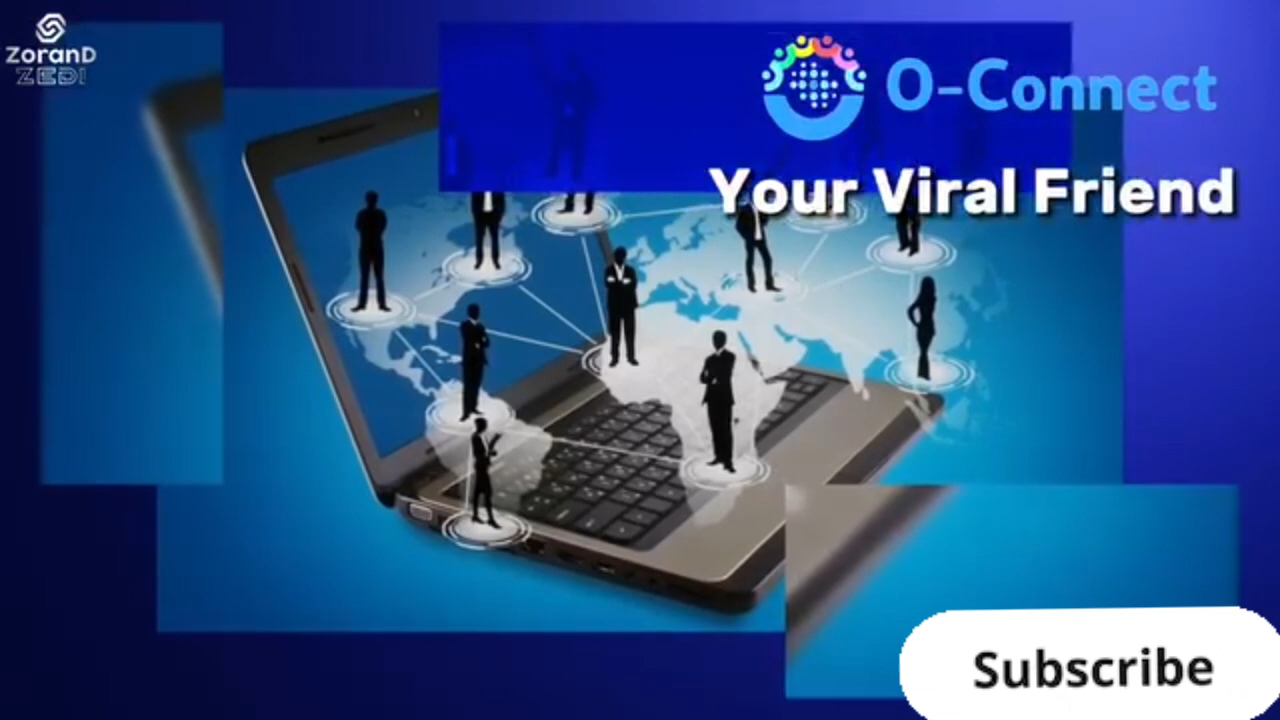 ZoranD
ZEDI
O-Connect
Your Viral Friend
Subscribe